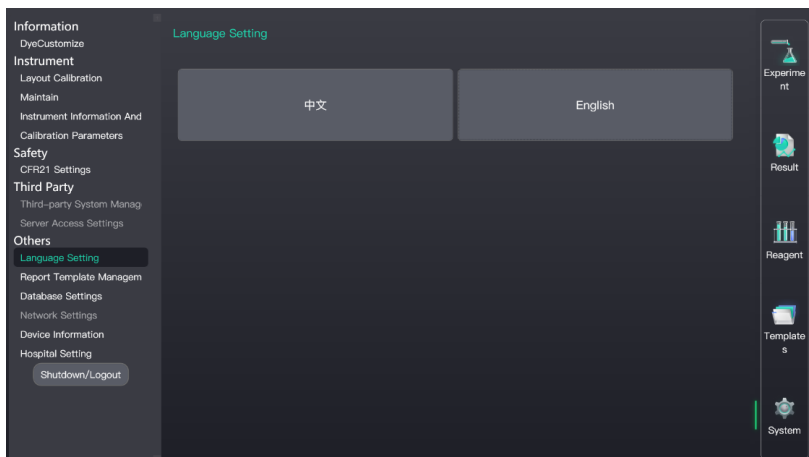 Information
DyeCustomize
Instrument
Layout Calibration
Maintain
Instrument Information And
Calibration Parameters
Safety
CFR21 Settings
Third Party
Third-party System Manag
Server Access Settings
Others
Language Setting
Report Template Managem
Database Settings
Network Settings
Device Information
Hospital Setting
Shutdown/Logout
Language Setting
中文
English
Experime
nt
Result
Reagent
Template
s
System